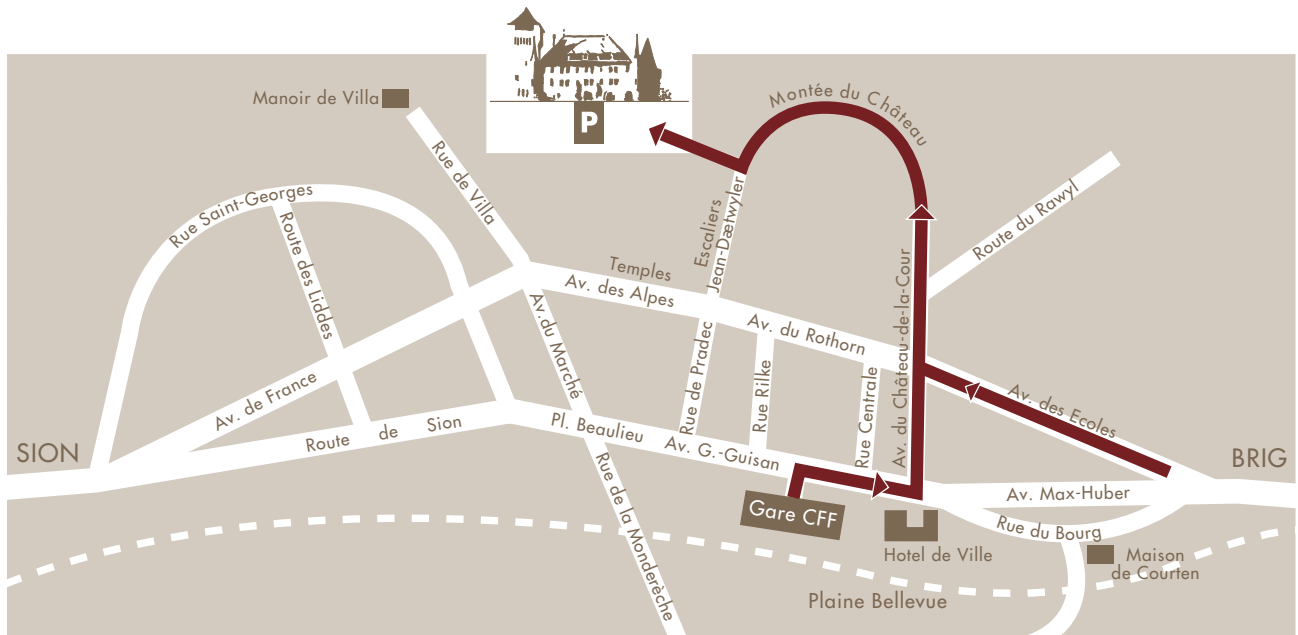 P
Manoir de Villa
Montée du Château
Rue de Villa
Rue Saint-Georges
Route des Liddes
Escaliers
Jean-Dætwyler
Route du Rawyl
Temples
Av. des Alpes
Av.du Marché
Av. du Rothorn
Rue de Pradec
Rue Rilke
Rue Centrale
Av. du Château-de-la-Cour
Av. des Ecoles
Av. de France
Route de Sion
Pl. Beaulieu
Av. G.-Guisan
SION
BRIG
Rue de la Monderèche
Gare CFF
Av. Max-Huber
Rue du Bourg
Hotel de Ville
Maison
de Courten
Plaine Bellevue